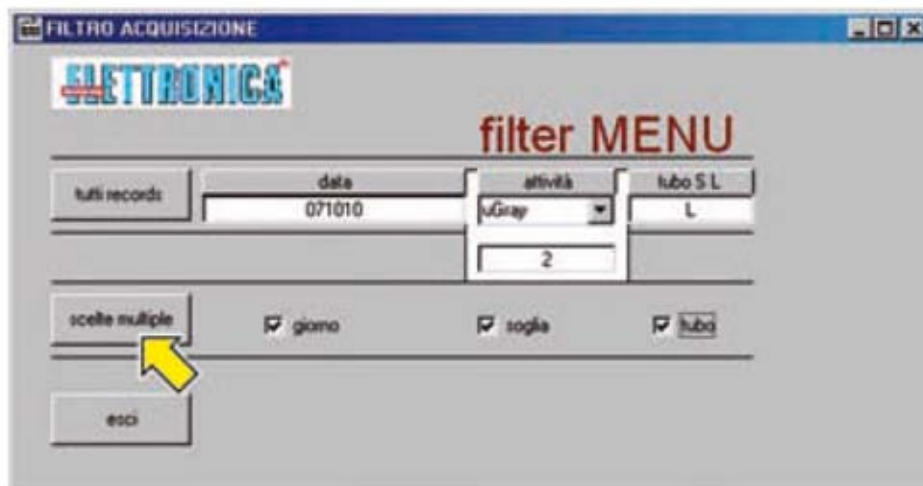 FILTRO ACQUISIZIONE
ELETTRONICA
filter MENU
tutti records data attività tubo S L
071010 uGray L
2
scelte multiple giorno soglia tubo
esci